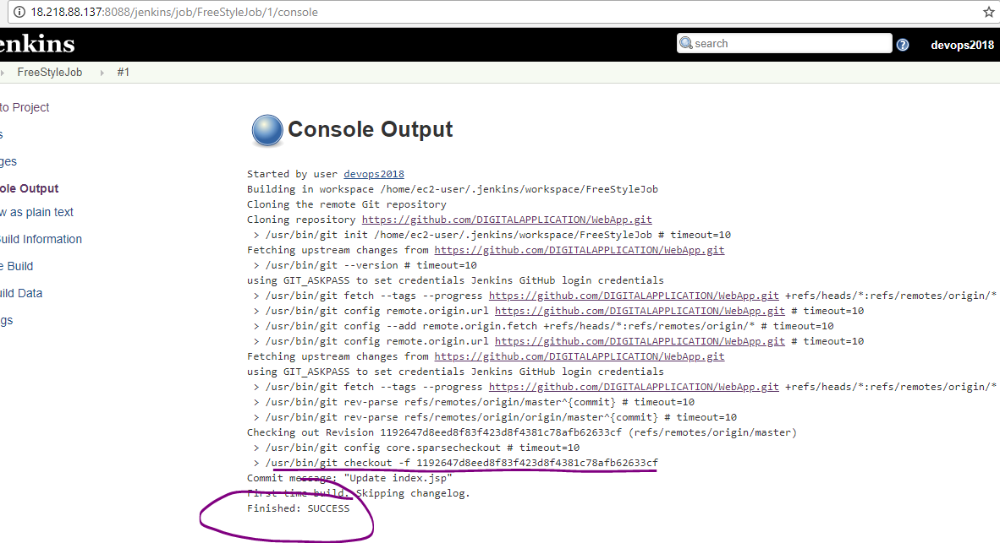 18.218.88.137:8088/jenkins/job/FreeStyleJob/1/console
enkins
search
devops2018
FreeStyleJob
#1
to Project
s
ges
ole Output
w as plain text
uild Information
e Build
uild Data
gs
Console Output
Started by user devops2018
Building in workspace /home/ec2-user/.jenkins/workspace/FreeStyleJob
Cloning the remote Git repository
Cloning repository https://github.com/DIGITALAPPLICATION/WebApp.git
> /usr/bin/git init /home/ec2-user/.jenkins/workspace/FreeStyleJob # timeout=10
Fetching upstream changes from https://github.com/DIGITALAPPLICATION/WebApp.git
> /usr/bin/git --version # timeout=10
using GIT_ASKPASS to set credentials Jenkins GitHub login credentials
> /usr/bin/git fetch --tags --progress https://github.com/DIGITALAPPLICATION/WebApp.git +refs/heads/*:refs/remotes/origin/*
> /usr/bin/git config remote.origin.url https://github.com/DIGITALAPPLICATION/WebApp.git # timeout=10
> /usr/bin/git config --add remote.origin.fetch +refs/heads/*:refs/remotes/origin/* # timeout=10
> /usr/bin/git config remote.origin.url https://github.com/DIGITALAPPLICATION/WebApp.git # timeout=10
Fetching upstream changes from https://github.com/DIGITALAPPLICATION/WebApp.git
using GIT_ASKPASS to set credentials Jenkins GitHub login credentials
> /usr/bin/git fetch --tags --progress https://github.com/DIGITALAPPLICATION/WebApp.git +refs/heads/*:refs/remotes/origin/*
> /usr/bin/git rev-parse refs/remotes/origin/master^{commit} # timeout=10
> /usr/bin/git rev-parse refs/remotes/origin/origin/master^{commit} # timeout=10
Checking out Revision 1192647d8eed8f83f423d8f4381c78afb62633cf (refs/remotes/origin/master)
> /usr/bin/git config core.sparsecheckout # timeout=10
> /usr/bin/git checkout -f 1192647d8eed8f83f423d8f4381c78afb62633cf
Commit message: "Update index.jsp"
First time build. Skipping changelog.
Finished: SUCCESS